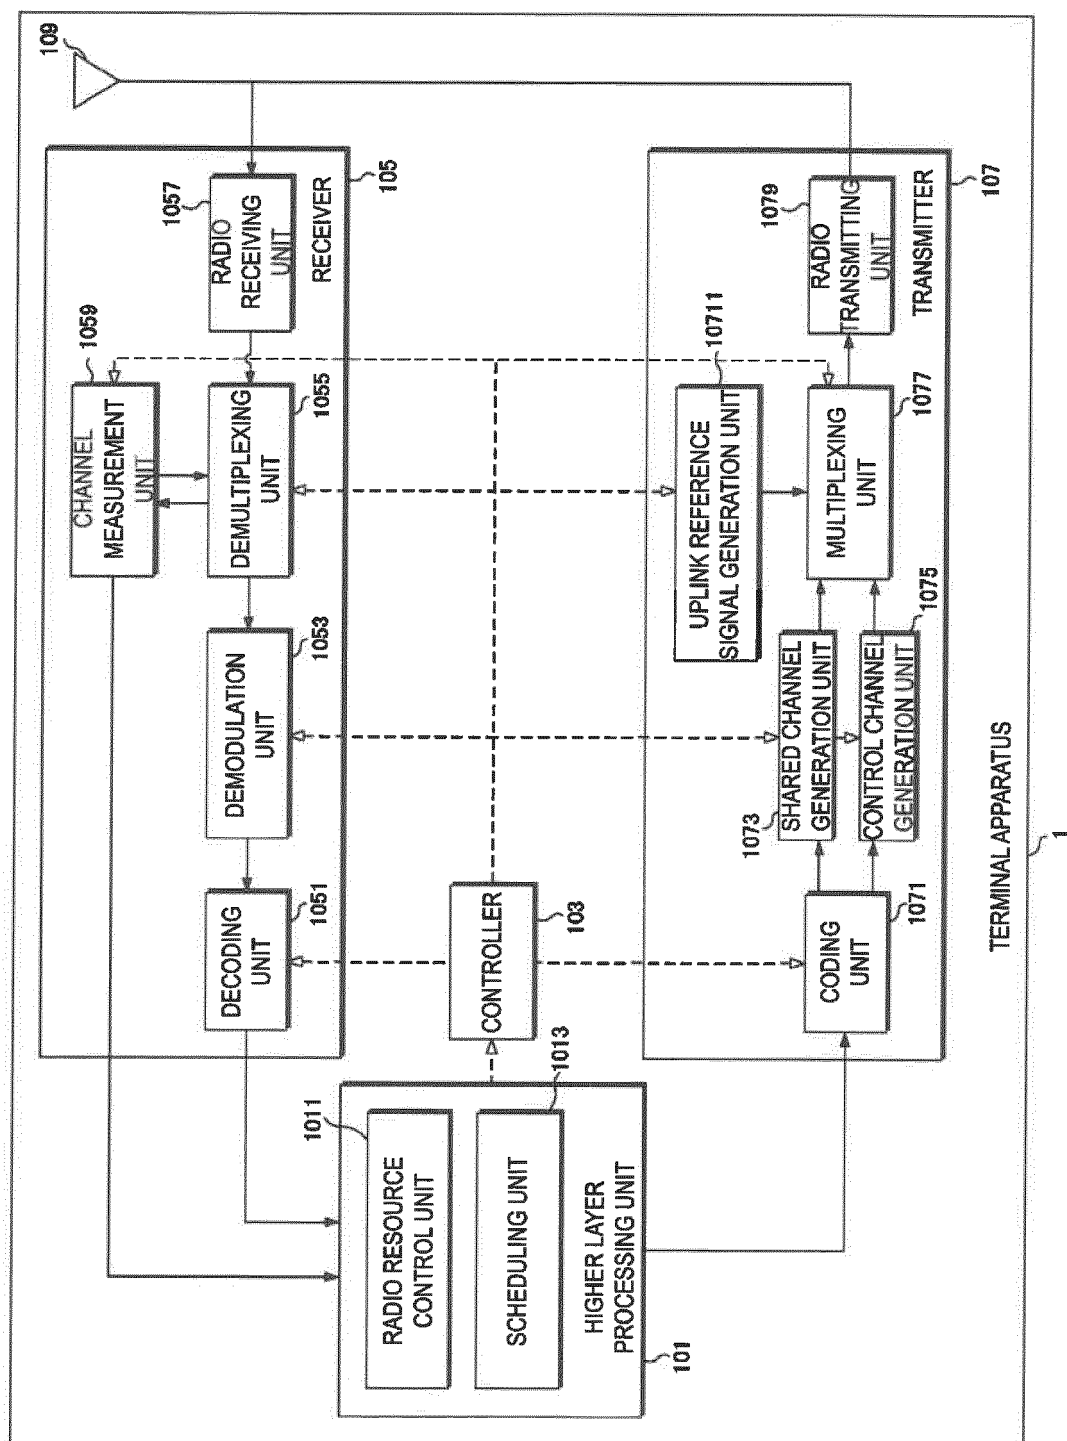 109
1057
RADIO
RECEIVING
UNIT
RECEIVER
105
1059
CHANNEL
MEASUREMENT
UNIT
1055
DEMULTIPLEXING
UNIT
1053
DEMODULATION
UNIT
1051
DECODING
UNIT
1079
RADIO
TRANSMITTING
UNIT
TRANSMITTER
107
10711
UPLINK REFERENCE
SIGNAL GENERATION UNIT
1077
MULTIPLEXING
UNIT
1073
SHARED CHANNEL
GENERATION UNIT
1075
CONTROL CHANNEL
GENERATION UNIT
1071
CODING
UNIT
CONTROLLER
103
1011
RADIO RESOURCE
CONTROL UNIT
1013
SCHEDULING UNIT
HIGHER LAYER
PROCESSING UNIT
101
TERMINAL APPARATUS
1